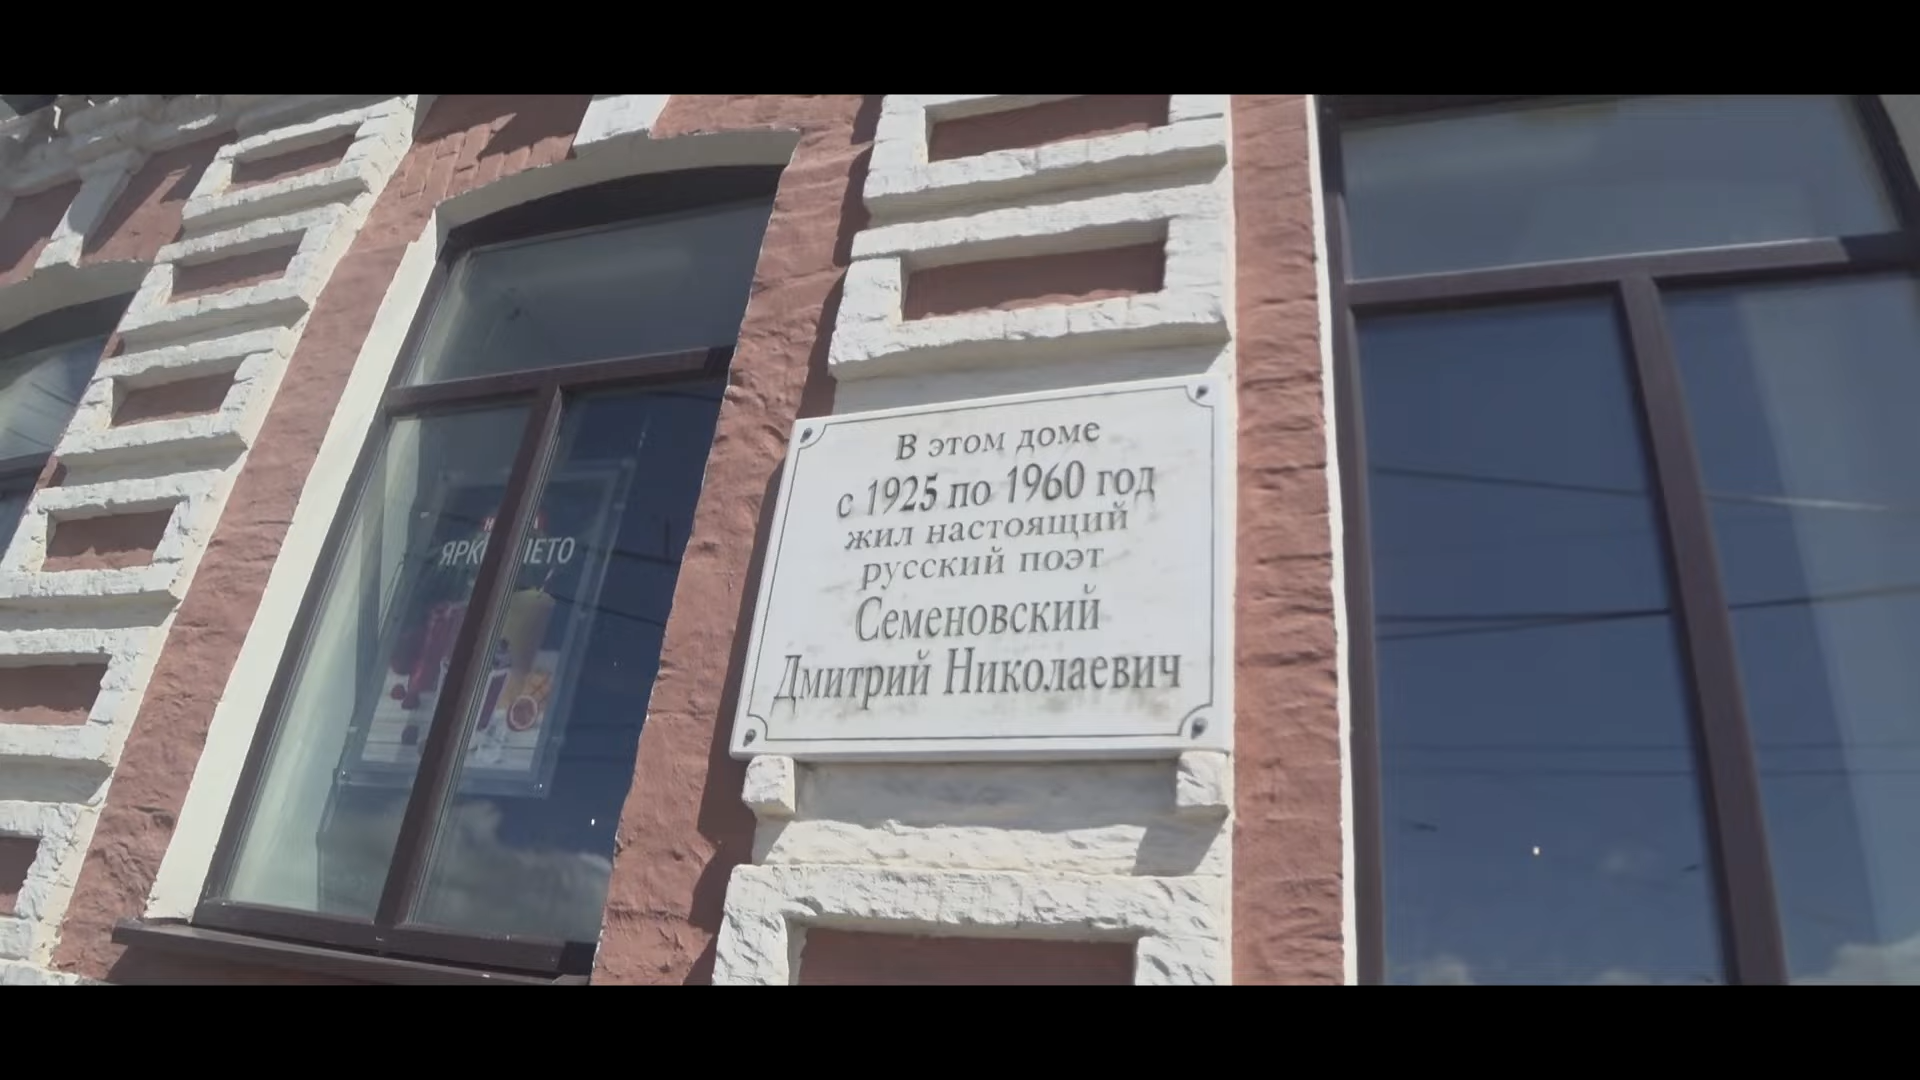 В этом доме
с 1925 по 1960 год
жил настоящий
русский поэт
Семеновский
Дмитрий Николаевич